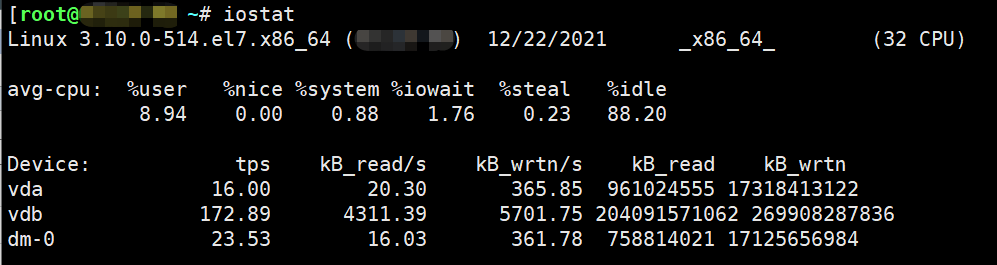 [root@ ~# iostat
Linux 3.10.0-514.el7.x86_64 ( ) 12/22/2021 _x86_64_ (32 CPU)
avg-cpu: %user %nice %system %iowait %steal %idle
8.94 0.00 0.88 1.76 0.23 88.20
Device: tps kB_read/s kB_wrtn/s kB_read kB_wrtn
vda 16.00 20.30 365.85 961024555 17318413122
vdb 172.89 4311.39 5701.75 204091571062 269908287836
dm-0 23.53 16.03 361.78 758814021 17125656984